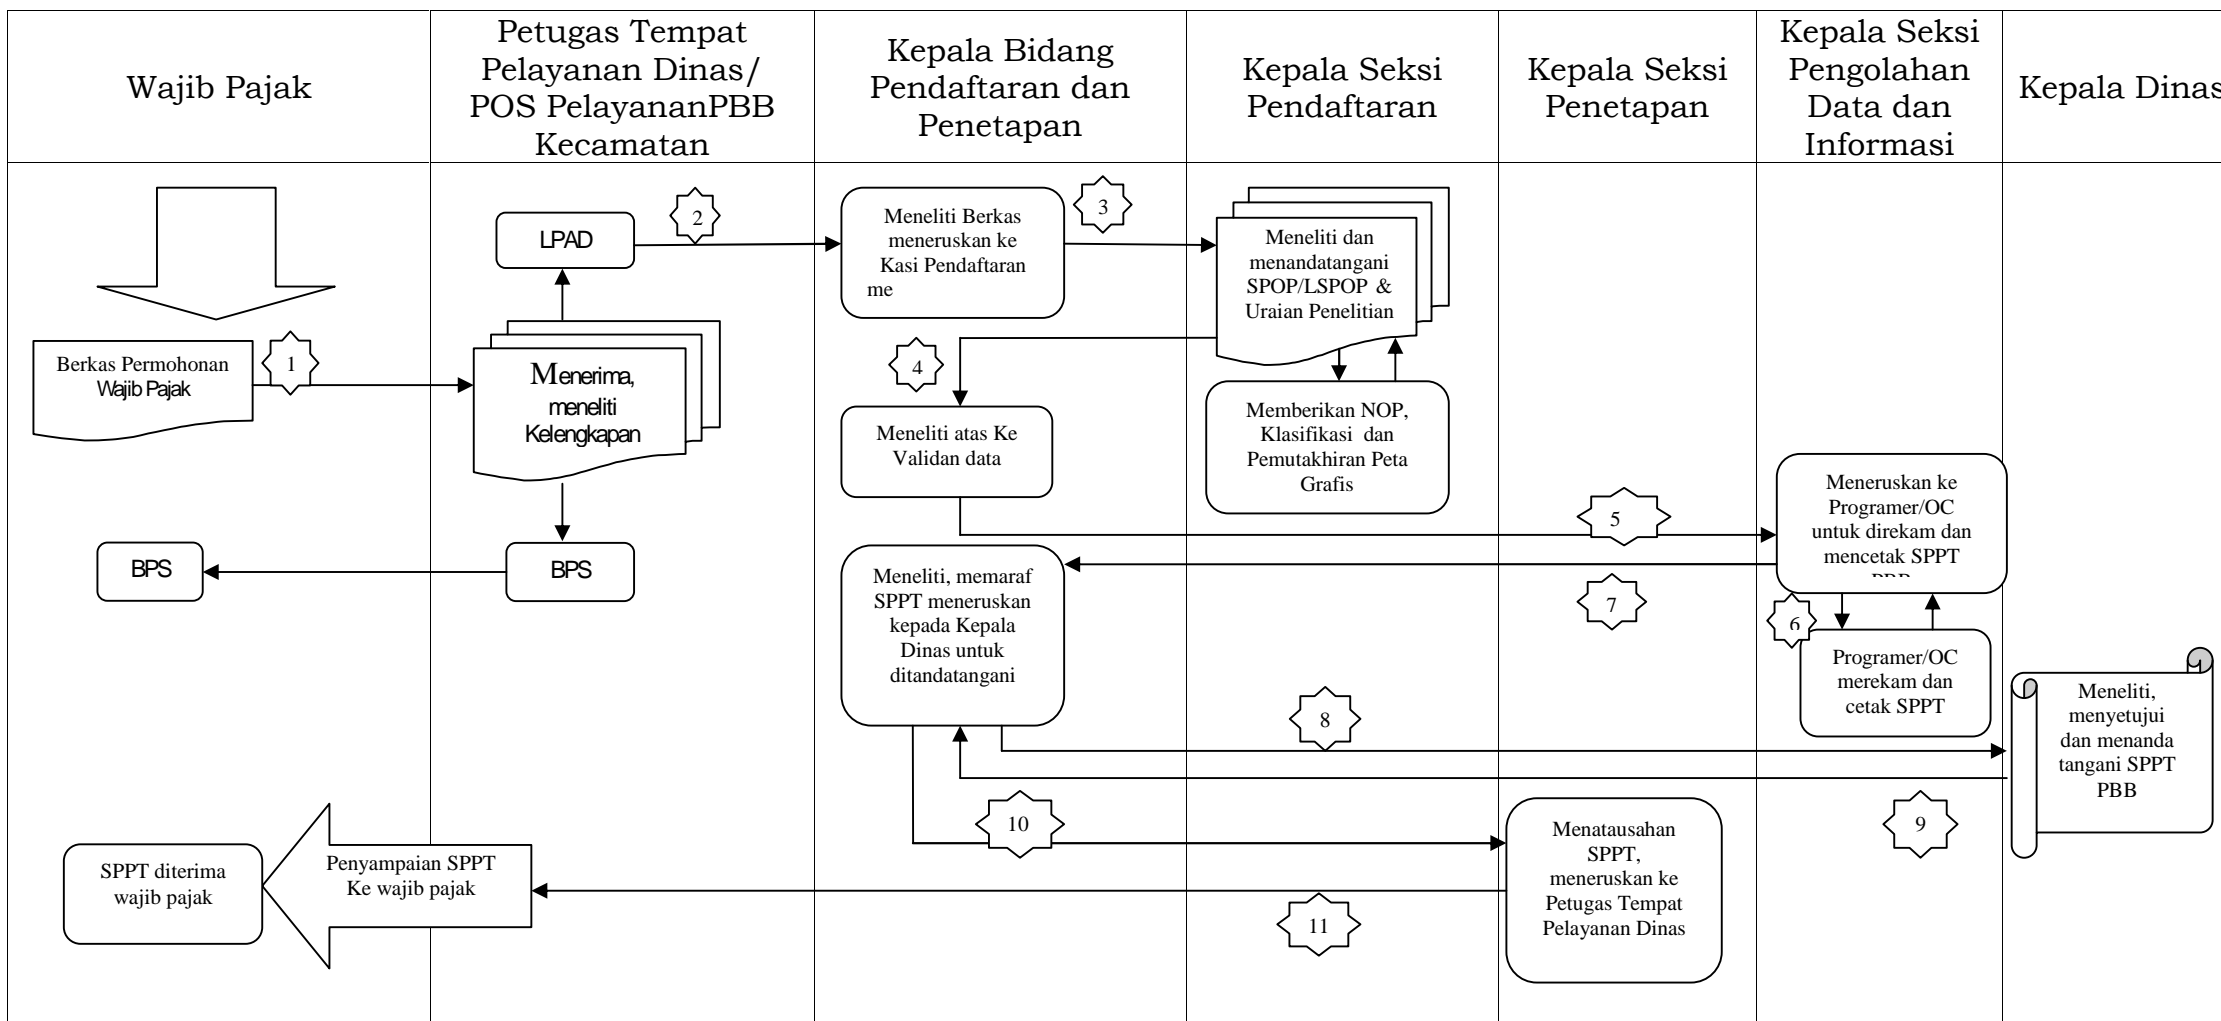 Wajib Pajak
Petugas Tempat
Pelayanan Dinas/
POS PelayananPBB
Kecamatan
Kepala Bidang
Pendaftaran dan
Penetapan
Kepala Seksi
Pendaftaran
Kepala Seksi
Penetapan
Kepala Seksi
Pengolahan
Data dan
Informasi
Kepala Dinas
LPAD
2
Meneliti Berkas
meneruskan ke
Kasi Pendaftaran
me
3
Meneliti dan
menandatangani
SPOP/LSPOP &
Uraian Penelitian
Berkas Permohonan
Wajib Pajak
1
Menerima,
meneliti
Kelengkapan
4
Meneliti atas Ke
Validan data
Memberikan NOP,
Klasifikasi dan
Pemutakhiran Peta
Grafis
5
Meneruskan ke
Programer/OC
untuk direkam dan
mencetak SPPT
BPS
BPS
Meneliti, memaraf
SPPT meneruskan
kepada Kepala
Dinas untuk
ditandatangani
7
6
Programer/OC
merekam dan
cetak SPPT
Meneliti,
menyetujui
dan menanda
tangani SPPT
PBB
8
9
10
Menatausahan
SPPT,
meneruskan ke
Petugas Tempat
Pelayanan Dinas
SPPT diterima
wajib pajak
Penyampaian SPPT
Ke wajib pajak
11